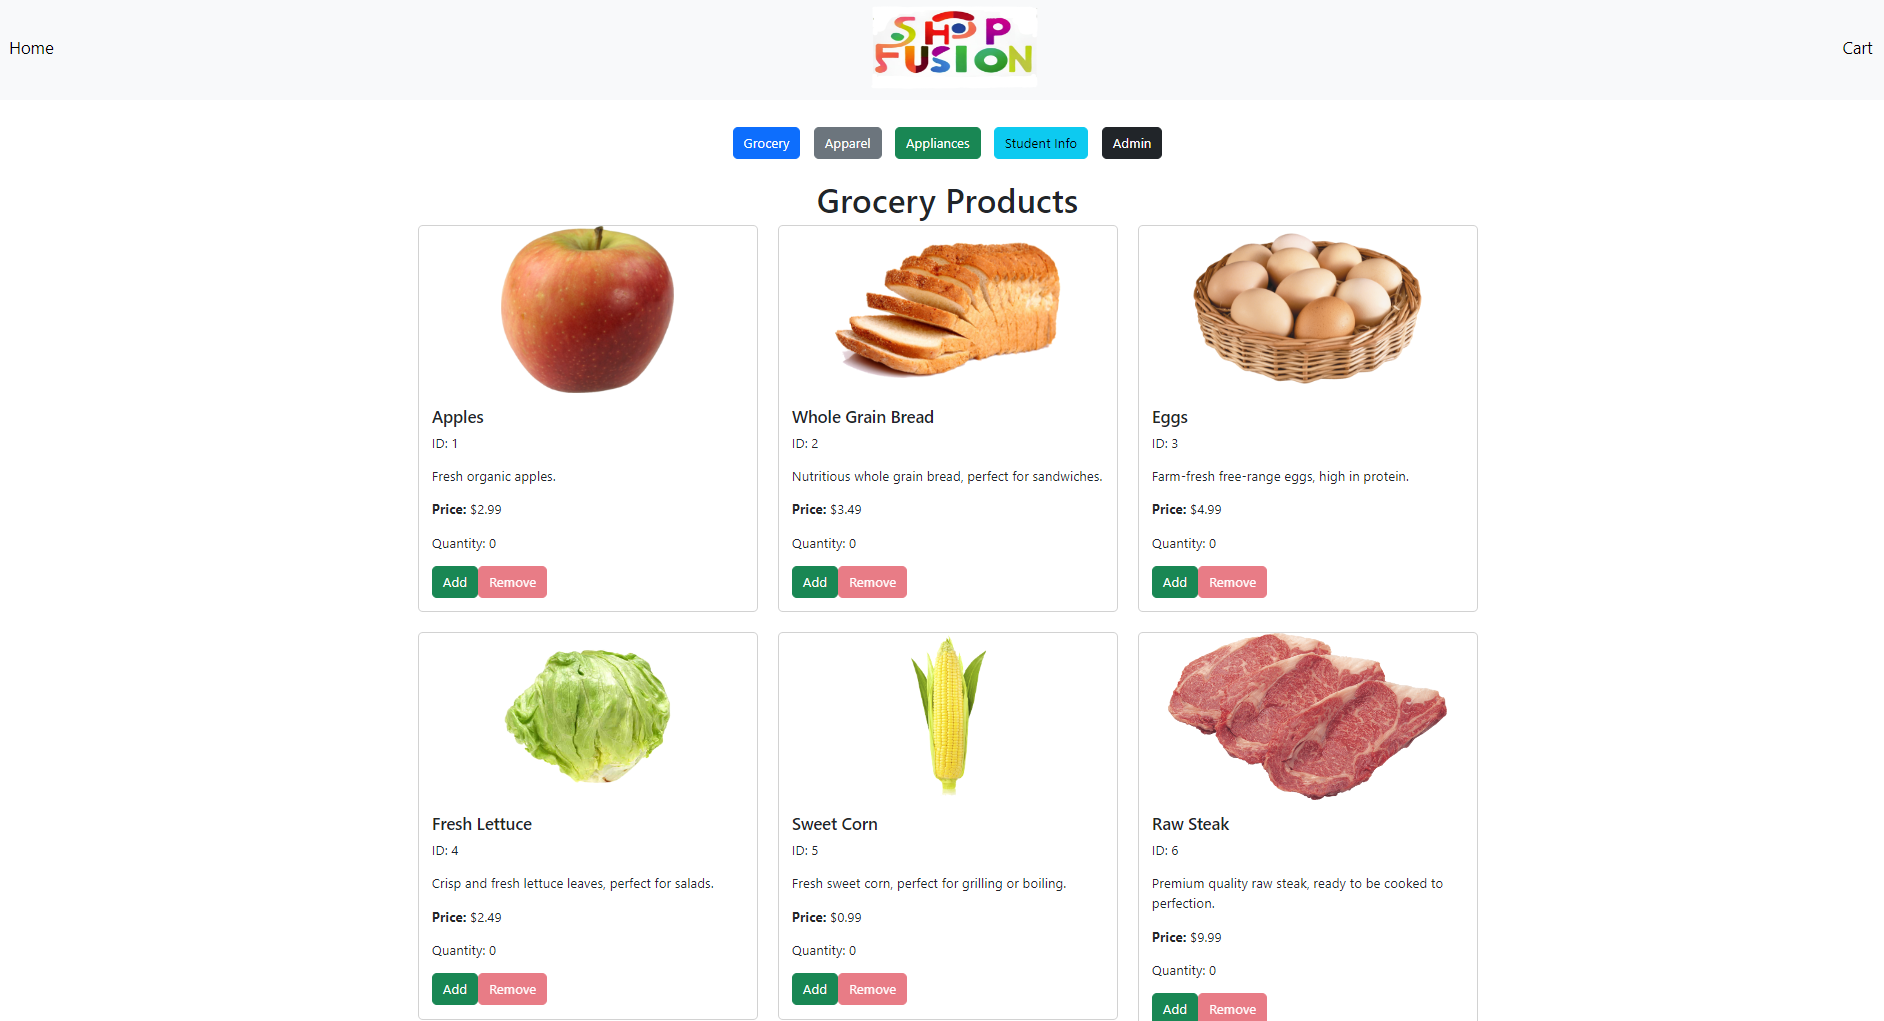 Home
SHOP
FUSION
Cart
Grocery
Apparel
Appliances
Student Info
Admin
Grocery Products
Apples
ID: 1
Fresh organic apples.
Price: $2.99
Quantity: 0
Add
Remove
Whole Grain Bread
ID: 2
Nutritious whole grain bread, perfect for sandwiches.
Price: $3.49
Quantity: 0
Add
Remove
Eggs
ID: 3
Farm-fresh free-range eggs, high in protein.
Price: $4.99
Quantity: 0
Add
Remove
Fresh Lettuce
ID: 4
Crisp and fresh lettuce leaves, perfect for salads.
Price: $2.49
Quantity: 0
Add
Remove
Sweet Corn
ID: 5
Fresh sweet corn, perfect for grilling or boiling.
Price: $0.99
Quantity: 0
Add
Remove
Raw Steak
ID: 6
Premium quality raw steak, ready to be cooked to
perfection.
Price: $9.99
Quantity: 0
Add
Remove